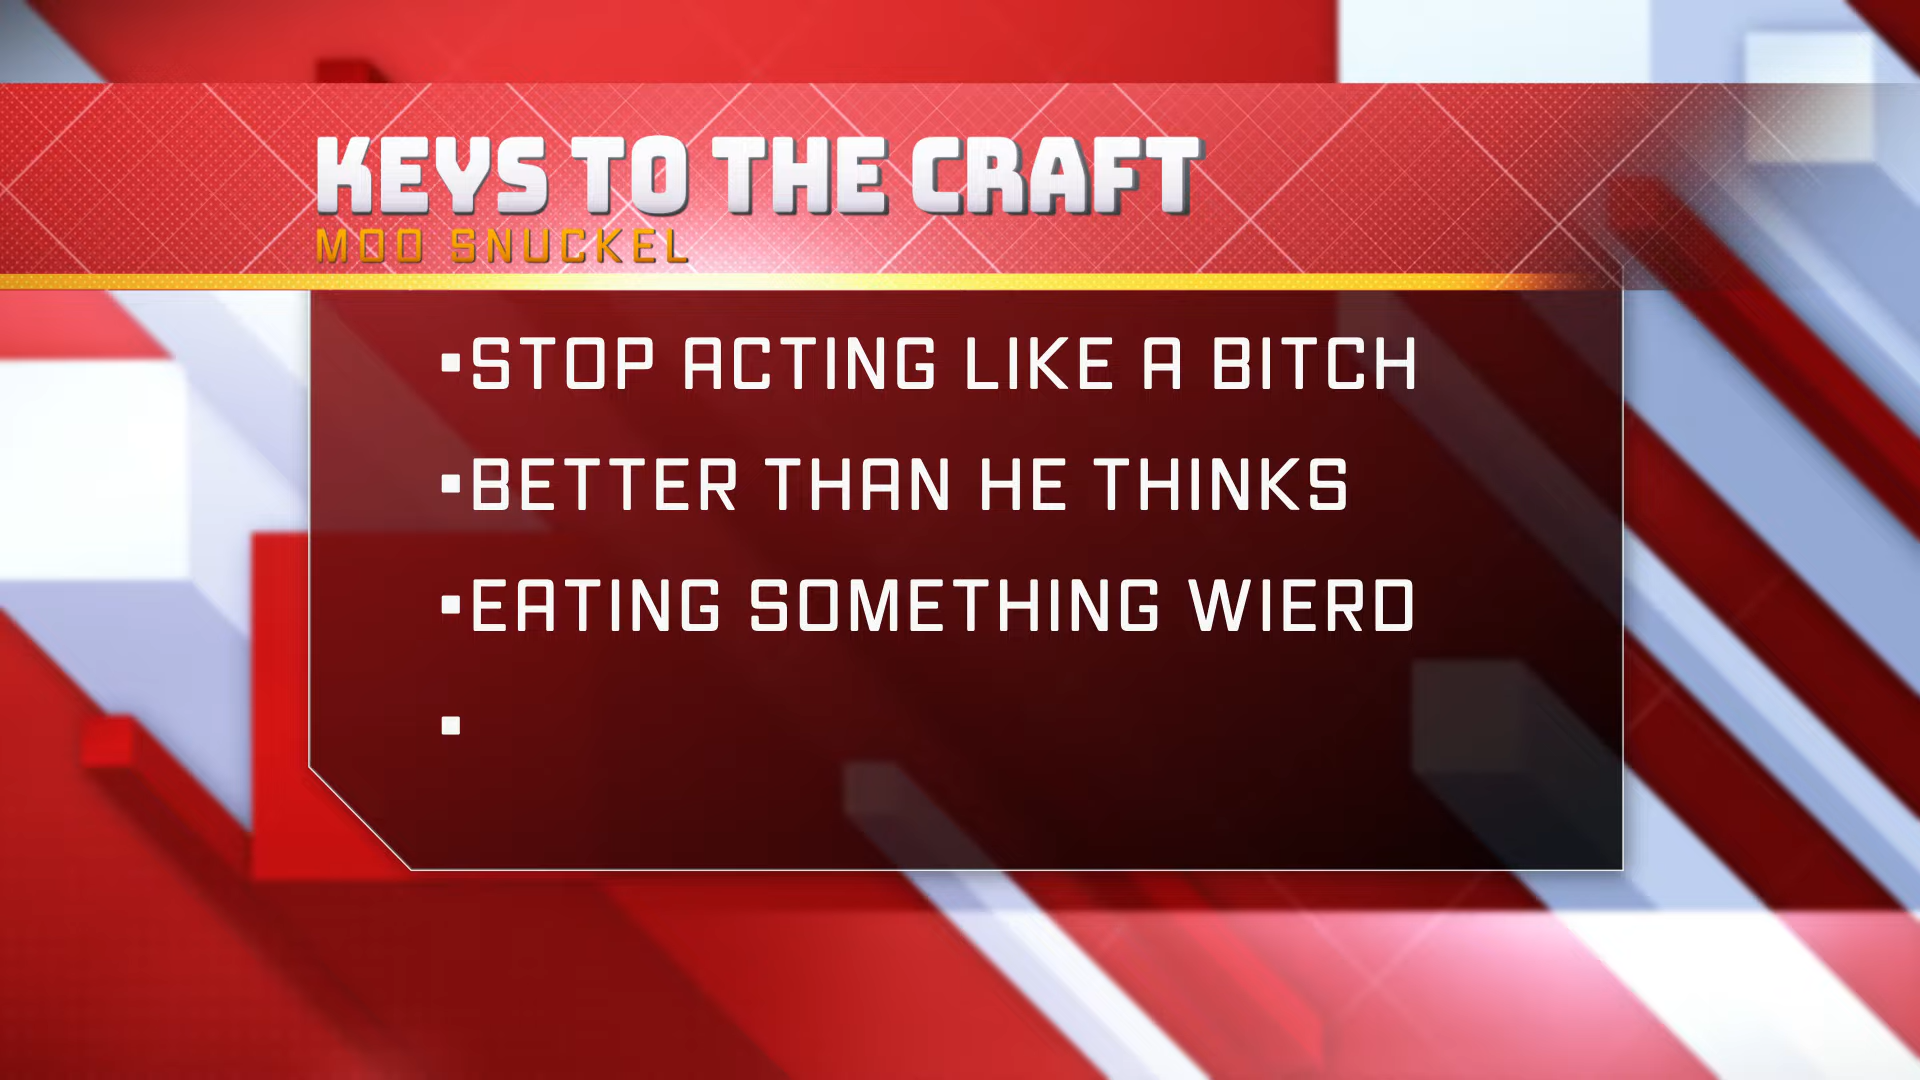 KEYS TO THE CRAFT
MOO SNUCKEL
▪STOP ACTING LIKE A BITCH
▪BETTER THAN HE THINKS
▪EATING SOMETHING WIERD
▪